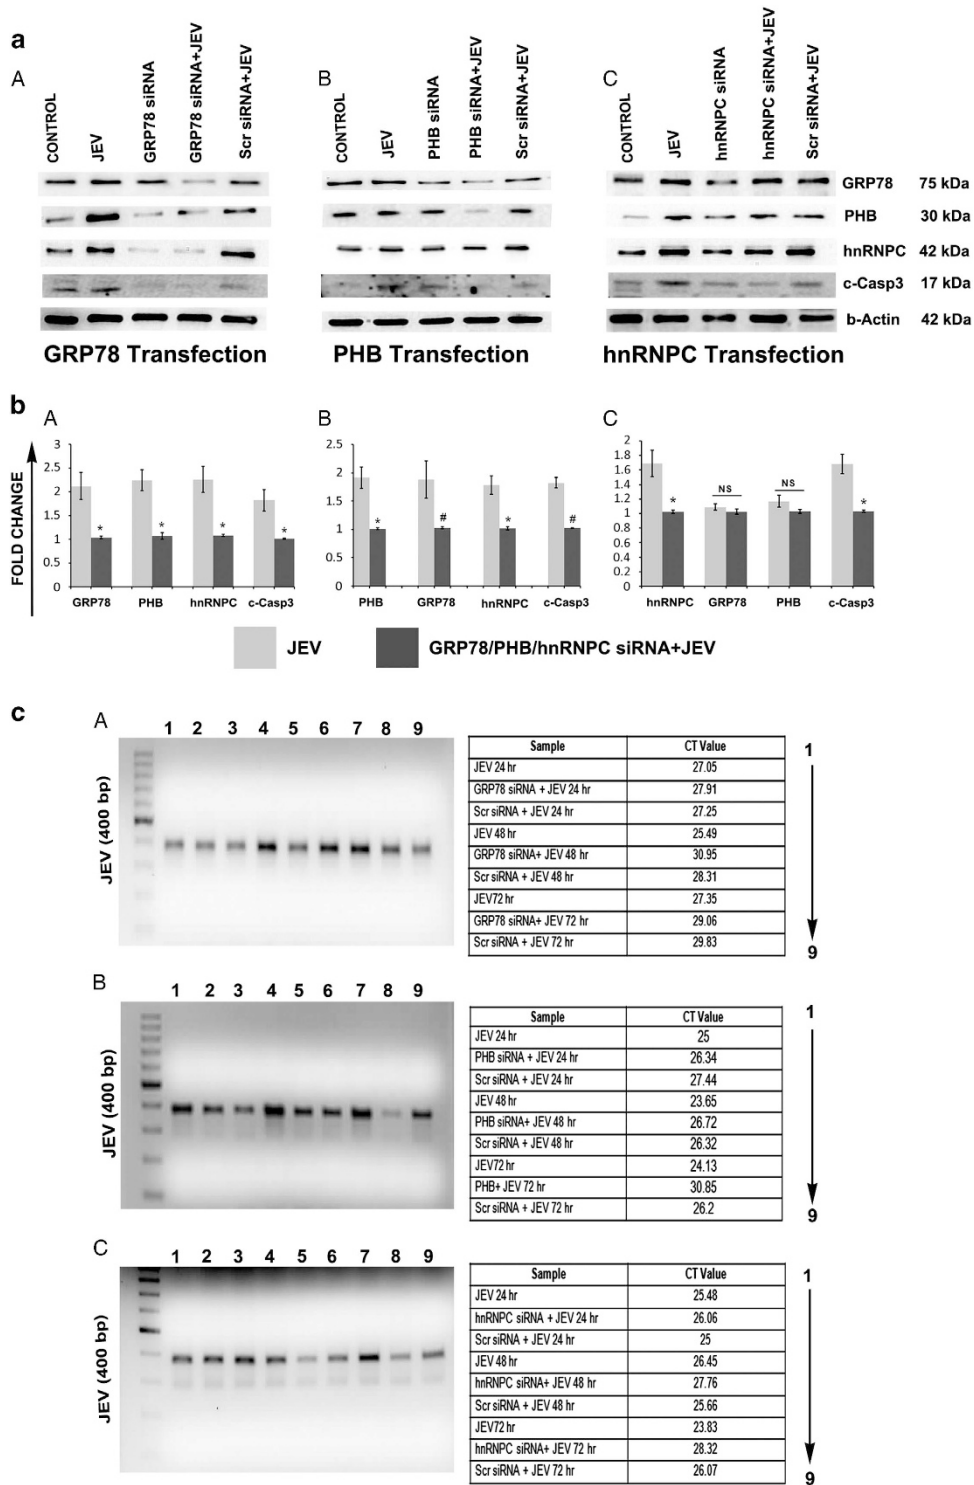 a
A
CONTROL
JEV
GRP78 siRNA
GRP78 siRNA+JEV
Scr siRNA+JEV
B
CONTROL
JEV
PHB siRNA
PHB siRNA+JEV
Scr siRNA+JEV
C
CONTROL
JEV
hnRNPC siRNA
hnRNPC siRNA+JEV
Scr siRNA+JEV
GRP78 75 kDa
PHB 30 kDa
hnRNPC 42 kDa
c-Casp3 17 kDa
b-Actin 42 kDa
GRP78 Transfection
PHB Transfection
hnRNPC Transfection
b
FOLD CHANGE
A
3
2.5
2
1.5
1
0.5
0
* * * *
GRP78 PHB hnRNPC c-Casp3
B
2.5
2
1.5
1
0.5
0
* # * #
PHB GRP78 hnRNPC c-Casp3
C
2
1.8
1.6
1.4
1.2
1
0.8
0.6
0.4
0.2
0
* NS NS *
hnRNPC GRP78 PHB c-Casp3
JEV
GRP78/PHB/hnRNPC siRNA+JEV
c
A
1 2 3 4 5 6 7 8 9
JEV (400 bp)
Sample CT Value
JEV 24 hr 27.05
GRP78 siRNA + JEV 24 hr 27.91
Scr siRNA + JEV 24 hr 27.25
JEV 48 hr 25.49
GRP78 siRNA+ JEV 48 hr 30.95
Scr siRNA + JEV 48 hr 28.31
JEV72 hr 27.35
GRP78 siRNA+ JEV 72 hr 29.06
Scr siRNA + JEV 72 hr 29.83
1
9
B
1 2 3 4 5 6 7 8 9
JEV (400 bp)
Sample CT Value
JEV 24 hr 25
PHB siRNA + JEV 24 hr 26.34
Scr siRNA + JEV 24 hr 27.44
JEV 48 hr 23.65
PHB siRNA+ JEV 48 hr 26.72
Scr siRNA + JEV 48 hr 26.32
JEV72 hr 24.13
PHB+ JEV 72 hr 30.85
Scr siRNA + JEV 72 hr 26.2
1
9
C
1 2 3 4 5 6 7 8 9
JEV (400 bp)
Sample CT Value
JEV 24 hr 25.48
hnRNPC siRNA + JEV 24 hr 26.06
Scr siRNA + JEV 24 hr 25
JEV 48 hr 26.45
hnRNPC siRNA+ JEV 48 hr 27.76
Scr siRNA + JEV 48 hr 25.66
JEV72 hr 23.83
hnRNPC siRNA+ JEV 72 hr 28.32
Scr siRNA + JEV 72 hr 26.07
1
9